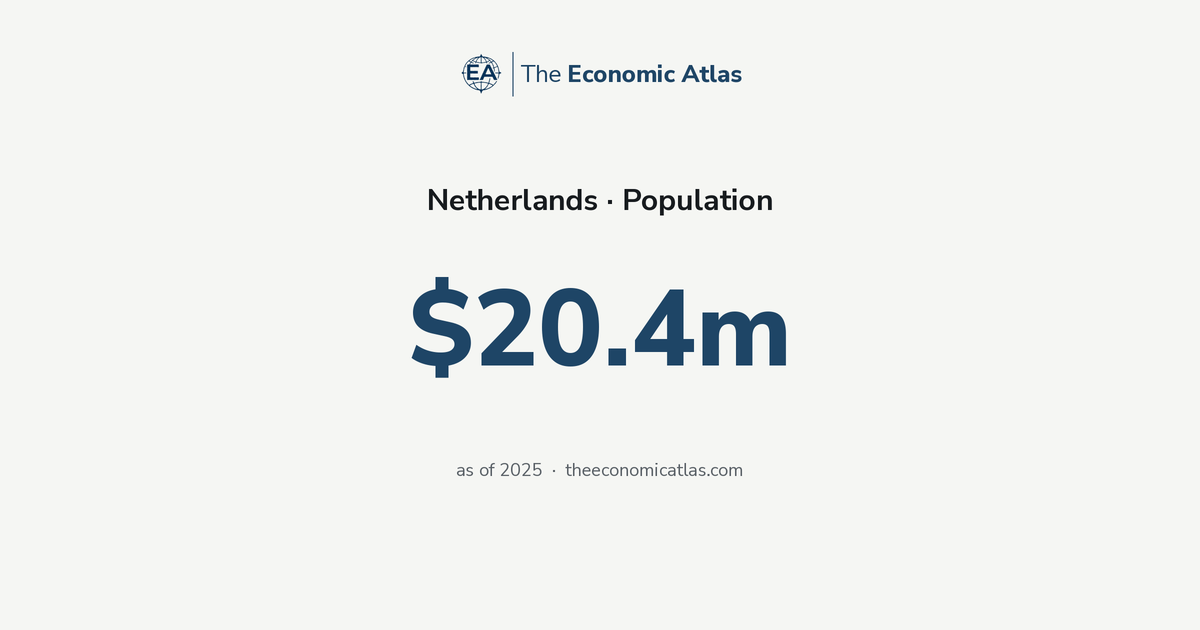 EA The Economic Atlas
Netherlands · Population
$20.4m
as of 2025 · theeconomicatlas.com